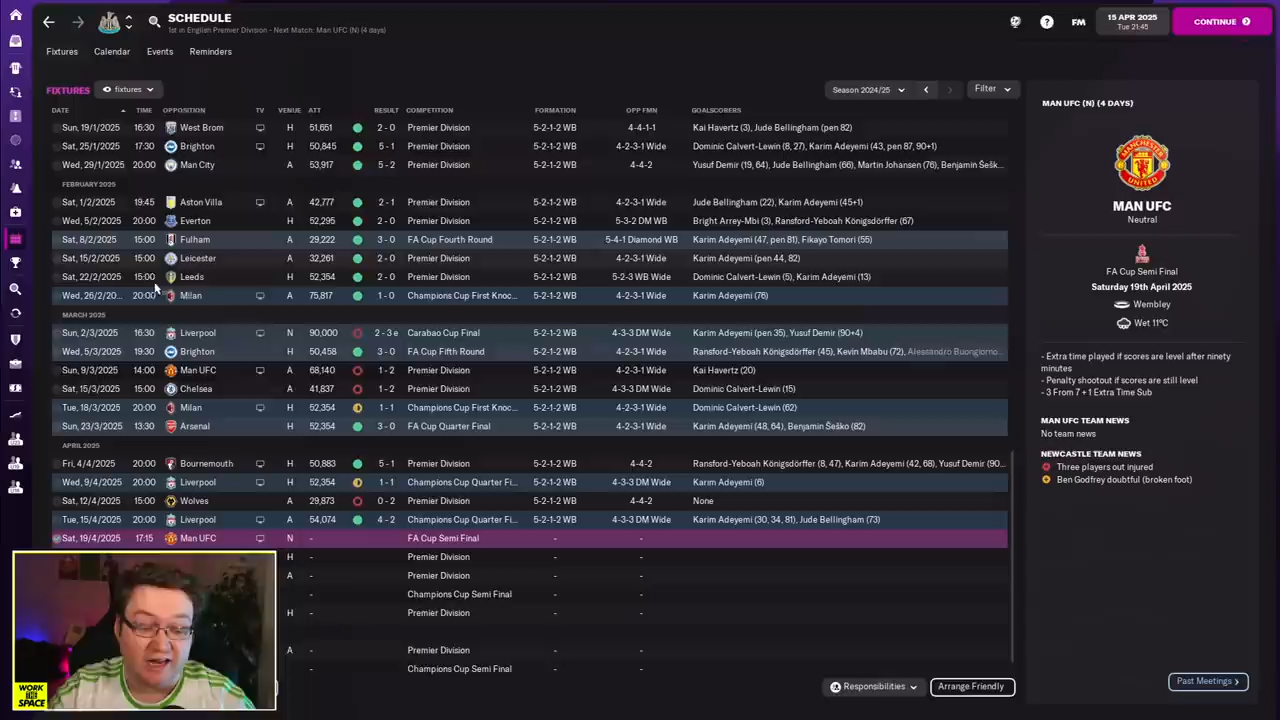 SCHEDULE
1st in English Premier Division - Next Match: Man UFC (N) (4 days)
FM
15 APR 2025
Tue 21:45
CONTINUE
Fixtures Calendar Events Reminders
FIXTURES fixtures Season 2024/25 Filter
DATE TIME OPPOSITION TV VENUE ATT RESULT COMPETITION FORMATION OPP FMN GOALSCORERS
Sun, 19/1/2025 16:30 West Brom H 51,651 2 - 0 Premier Division 5-2-1-2 WB 4-4-1-1 Kai Havertz (3), Jude Bellingham (pen 82)
Sat, 25/1/2025 17:30 Brighton H 50,845 5 - 1 Premier Division 5-2-1-2 WB 4-2-3-1 Wide Dominic Calvert-Lewin (8, 27), Karim Adeyemi (43, pen 87, 90+1)
Wed, 29/1/2025 20:00 Man City A 53,917 5 - 2 Premier Division 5-2-1-2 WB 4-4-2 Yusuf Demir (19, 64), Jude Bellingham (66), Martin Johansen (76), Benjamin Šešk...
FEBRUARY 2025
Sat, 1/2/2025 19:45 Aston Villa A 42,777 2 - 1 Premier Division 5-2-1-2 WB 4-2-3-1 Wide Jude Bellingham (22), Karim Adeyemi (45+1)
Wed, 5/2/2025 20:00 Everton H 52,295 2 - 0 Premier Division 5-2-1-2 WB 5-3-2 DM WB Bright Arrey-Mbi (3), Ransford-Yeboah Königsdörffer (67)
Sat, 8/2/2025 15:00 Fulham A 29,222 3 - 0 FA Cup Fourth Round 5-2-1-2 WB 5-4-1 Diamond WB Karim Adeyemi (47, pen 81), Fikayo Tomori (55)
Sat, 15/2/2025 15:00 Leicester A 32,261 2 - 0 Premier Division 5-2-1-2 WB 4-2-3-1 Wide Karim Adeyemi (pen 44, 82)
Sat, 22/2/2025 15:00 Leeds H 52,354 2 - 0 Premier Division 5-2-1-2 WB 5-2-3 WB Wide Dominic Calvert-Lewin (5), Karim Adeyemi (13)
Wed, 26/2/20... 20:00 Milan A 75,817 1 - 0 Champions Cup First Knoc... 5-2-1-2 WB 4-2-3-1 Wide Karim Adeyemi (76)
MARCH 2025
Sun, 2/3/2025 16:30 Liverpool N 90,000 2 - 3 e Carabao Cup Final 5-2-1-2 WB 4-3-3 DM Wide Karim Adeyemi (pen 35), Yusuf Demir (90+4)
Wed, 5/3/2025 19:30 Brighton H 50,458 3 - 0 FA Cup Fifth Round 5-2-1-2 WB 4-2-3-1 Wide Ransford-Yeboah Königsdörffer (45), Kevin Mbabu (72), Alessandro Buongiorno...
Sun, 9/3/2025 14:00 Man UFC A 68,140 1 - 2 Premier Division 5-2-1-2 WB 4-2-3-1 Wide Kai Havertz (20)
Sat, 15/3/2025 15:00 Chelsea A 41,837 1 - 2 Premier Division 5-2-1-2 WB 4-3-3 DM Wide Dominic Calvert-Lewin (15)
Tue, 18/3/2025 20:00 Milan H 52,354 1 - 1 Champions Cup First Knoc... 5-2-1-2 WB 4-2-3-1 Wide Dominic Calvert-Lewin (62)
Sun, 23/3/2025 13:30 Arsenal H 52,354 3 - 0 FA Cup Quarter Final 5-2-1-2 WB 4-2-3-1 Wide Karim Adeyemi (48, 64), Benjamin Šeško (82)
APRIL 2025
Fri, 4/4/2025 20:00 Bournemouth H 50,883 5 - 1 Premier Division 5-2-1-2 WB 4-4-2 Ransford-Yeboah Königsdörffer (8, 47), Karim Adeyemi (42, 68), Yusuf Demir (90...
Wed, 9/4/2025 20:00 Liverpool H 52,354 1 - 1 Champions Cup Quarter Fi... 5-2-1-2 WB 4-3-3 DM Wide Karim Adeyemi (6)
Sat, 12/4/2025 15:00 Wolves A 29,873 0 - 2 Premier Division 5-2-1-2 WB 4-4-2 None
Tue, 15/4/2025 20:00 Liverpool A 54,074 4 - 2 Champions Cup Quarter Fi... 5-2-1-2 WB 4-3-3 DM Wide Karim Adeyemi (30, 34, 81), Jude Bellingham (73)
Sat, 19/4/2025 17:15 Man UFC N - FA Cup Semi Final - -
H - Premier Division - -
A - Premier Division - -
- Champions Cup Semi Final - -
H - Premier Division - -
A - Premier Division - -
- Champions Cup Semi Final - -
Responsibilities Arrange Friendly
MAN UFC (N) (4 DAYS)
MANCHESTER
UNITED
MAN UFC
Neutral
FA Cup Semi Final
Saturday 19th April 2025
Wembley
Wet 11°C
- Extra time played if scores are level after ninety
minutes
- Penalty shootout if scores are still level
- 3 From 7 + 1 Extra Time Sub
MAN UFC TEAM NEWS
No team news
NEWCASTLE TEAM NEWS
Three players out injured
Ben Godfrey doubtful (broken foot)
Past Meetings >
WORK
THE
SPACE